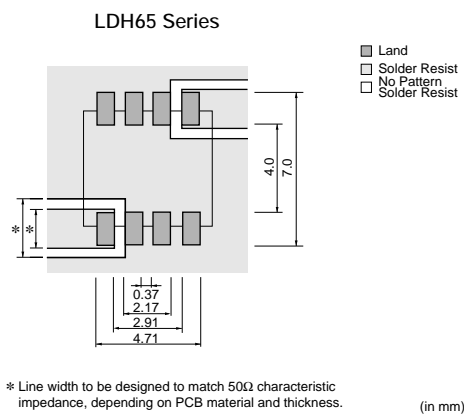 LDH65 Series
Land
Solder Resist
No Pattern
Solder Resist
4.0
7.0
*
*
0.37
2.17
2.91
4.71
* Line width to be designed to match 50Ω characteristic
impedance, depending on PCB material and thickness.
(in mm)